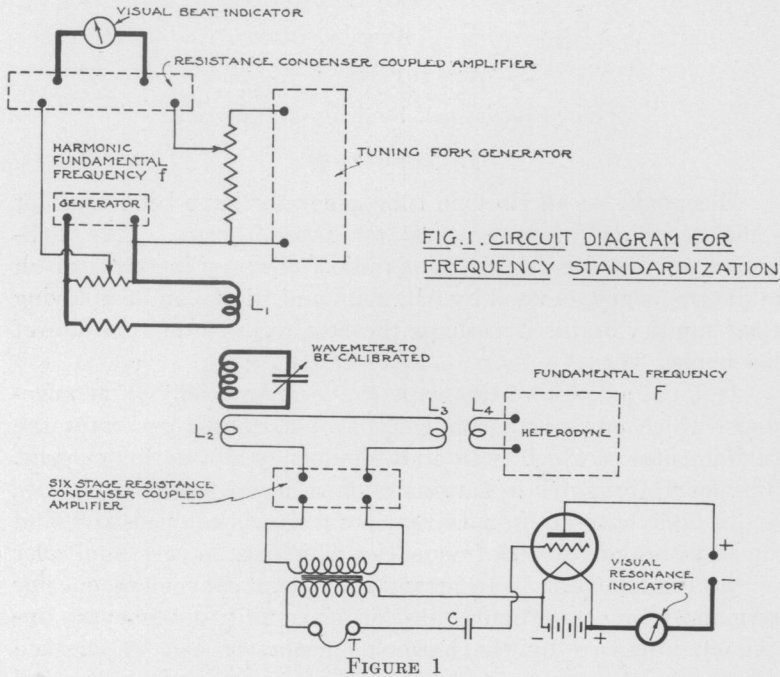 VISUAL BEAT INDICATOR
RESISTANCE CONDENSER COUPLED AMPLIFIER
HARMONIC
FUNDAMENTAL
FREQUENCY f
GENERATOR
TUNING FORK GENERATOR
FIG.1. CIRCUIT DIAGRAM FOR
FREQUENCY STANDARDIZATION
L1
WAVEMETER TO
BE CALIBRATED
FUNDAMENTAL FREQUENCY
F
L2
L3
L4
HETERODYNE
SIX STAGE RESISTANCE
CONDENSER COUPLED
AMPLIFIER
VISUAL
RESONANCE
INDICATOR
+
-
C
T
- +
FIGURE 1